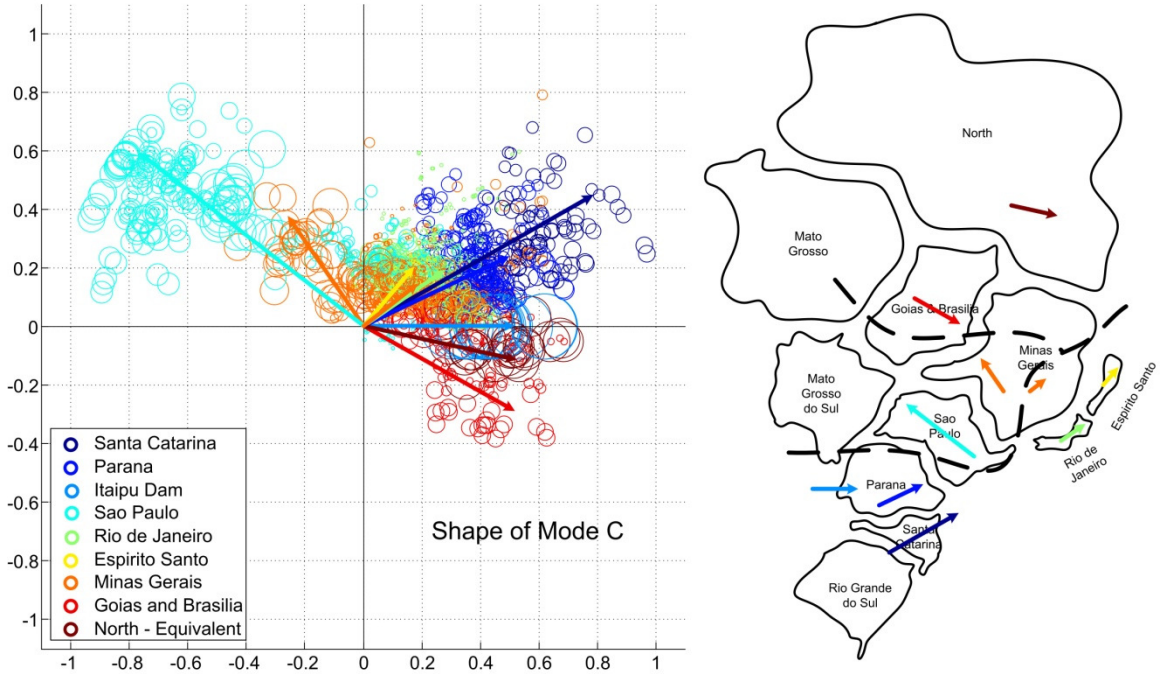 1
0.8
0.6
0.4
0.2
0
-0.2
-0.4
-0.6
-0.8
-1
-1
-0.8
-0.6
-0.4
-0.2
0
0.2
0.4
0.6
0.8
1
Santa Catarina
Parana
Itaipu Dam
Sao Paulo
Rio de Janeiro
Espirito Santo
Minas Gerais
Goias and Brasilia
North - Equivalent
Shape of Mode C
North
Mato
Grosso
Goias & Brasilia
Minas
Gerais
Espirito Santo
Mato
Grosso
do Sul
Sao
Paulo
Rio de
Janeiro
Parana
Santa
Catarina
Rio Grande
do Sul